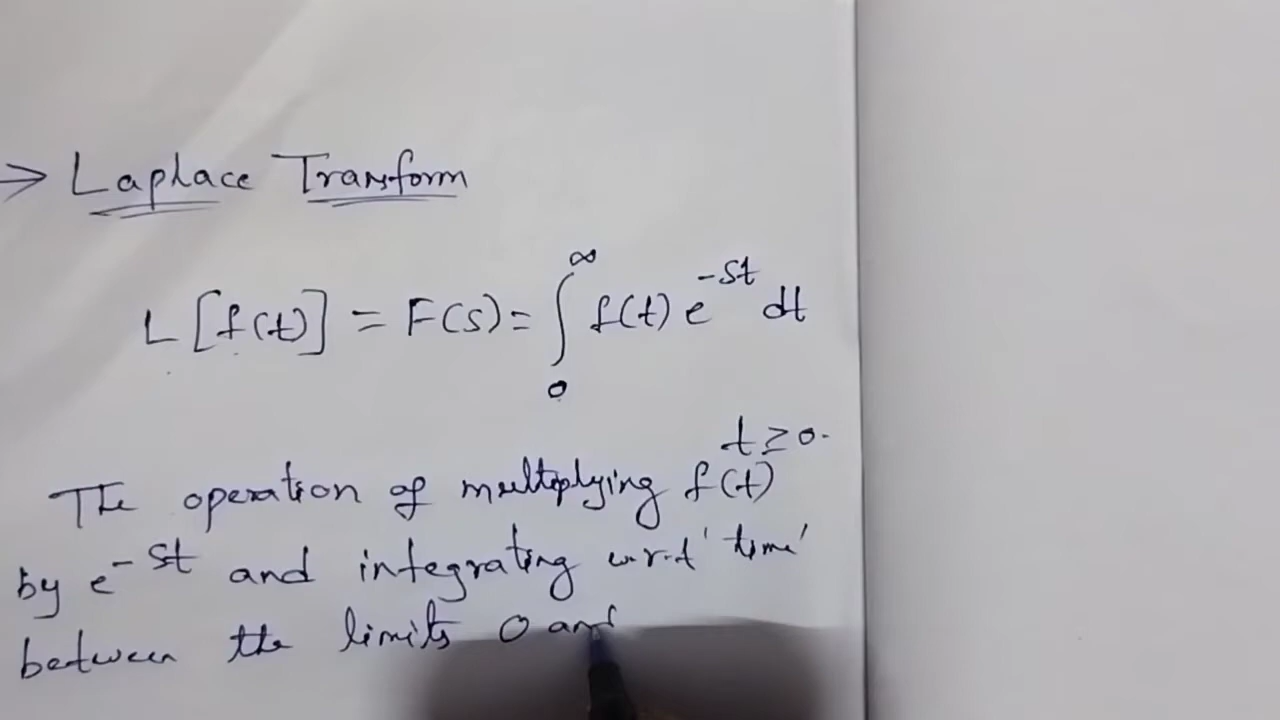 → Laplace Transform
L[f(t)] = F(s) = ∫₀^∞ f(t) e^-st dt
t ≥ 0.
The operation of multiplying f(t)
by e^-st and integrating w.r.t 'time'
between the limits 0 and